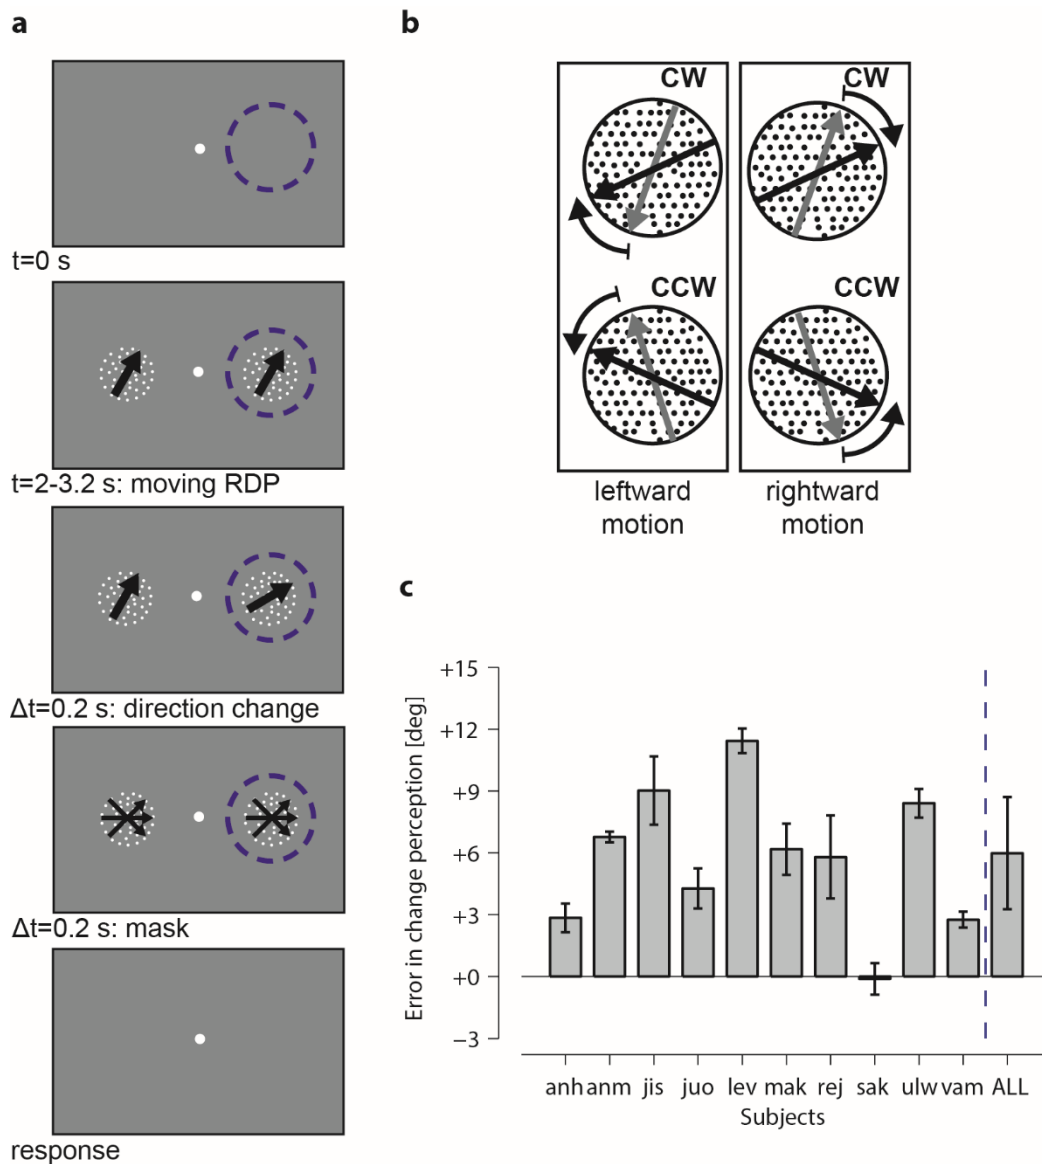 a
t=0 s
t=2-3.2 s: moving RDP
Δt=0.2 s: direction change
Δt=0.2 s: mask
response
b
CW
CW
CCW
CCW
leftward
motion
rightward
motion
c
Error in change perception [deg]
+15
+12
+9
+6
+3
+0
−3
anh anm jis juo lev mak rej sak ulw vam ALL
Subjects